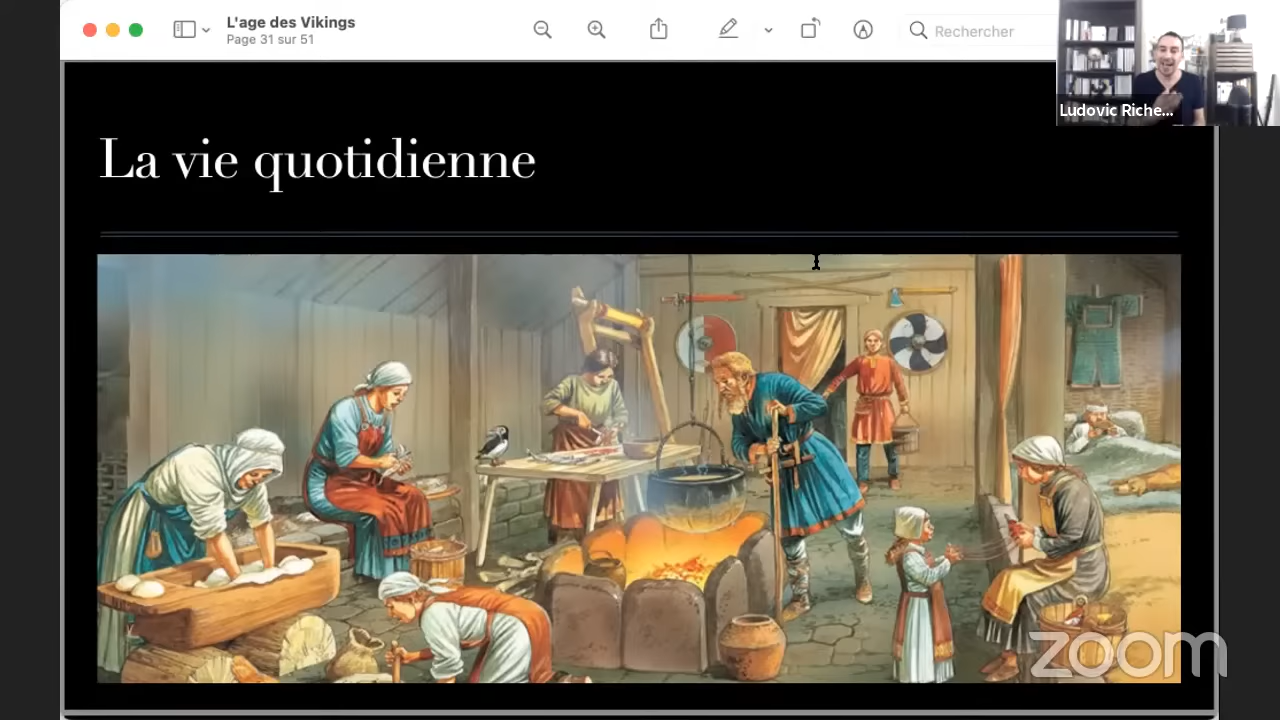 L'age des Vikings
Page 31 sur 51
Rechercher
Ludovic Riche...
La vie quotidienne
zoom